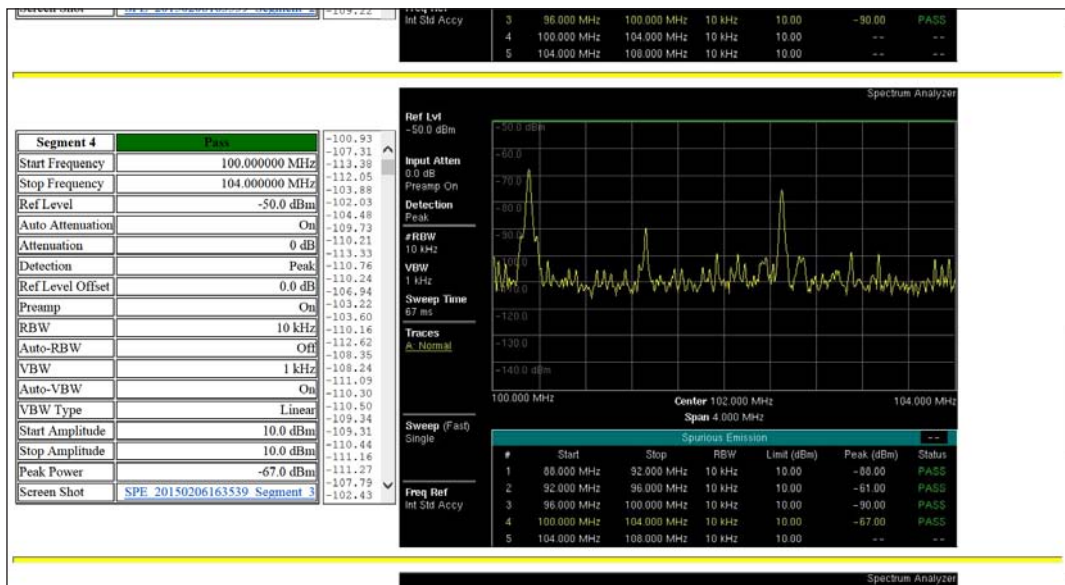 Int Std Accy
3 96.000 MHz 100.000 MHz 10 kHz 10.00 -90.00 PASS
4 100.000 MHz 104.000 MHz 10 kHz 10.00 -- --
5 104.000 MHz 108.000 MHz 10 kHz 10.00 -- --
Segment 4 Pass
Start Frequency 100.000000 MHz
Stop Frequency 104.000000 MHz
Ref Level -50.0 dBm
Auto Attenuation On
Attenuation 0 dB
Detection Peak
Ref Level Offset 0.0 dB
Preamp On
RBW 10 kHz
Auto-RBW Off
VBW 1 kHz
Auto-VBW On
VBW Type Linear
Start Amplitude 10.0 dBm
Stop Amplitude 10.0 dBm
Peak Power -67.0 dBm
Screen Shot SPE_20150206163539_Segment_3
-100.93
-107.31
-113.38
-112.05
-103.88
-102.03
-104.48
-109.73
-110.21
-113.33
-110.76
-110.24
-106.94
-103.22
-103.60
-110.16
-112.62
-108.35
-108.24
-111.09
-110.30
-110.50
-109.34
-109.31
-110.44
-111.16
-111.27
-107.79
-102.43
Spectrum Analyzer
Ref Lvl
-50.0 dBm
Input Atten
0.0 dB
Preamp On
Detection
Peak
#RBW
10 kHz
VBW
1 kHz
Sweep Time
67 ms
Traces
A: Normal
Sweep (Fast)
Single
Freq Ref
Int Std Accy
-50.0 dBm
-60.0
-70.0
-80.0
-90.0
-100.0
-110.0
-120.0
-130.0
-140.0 dBm
100.000 MHz Center 102.000 MHz 104.000 MHz
Span 4.000 MHz
Spurious Emission --
# Start Stop RBW Limit (dBm) Peak (dBm) Status
1 88.000 MHz 92.000 MHz 10 kHz 10.00 -88.00 PASS
2 92.000 MHz 96.000 MHz 10 kHz 10.00 -61.00 PASS
3 96.000 MHz 100.000 MHz 10 kHz 10.00 -90.00 PASS
4 100.000 MHz 104.000 MHz 10 kHz 10.00 -67.00 PASS
5 104.000 MHz 108.000 MHz 10 kHz 10.00 -- --
Spectrum Analyzer